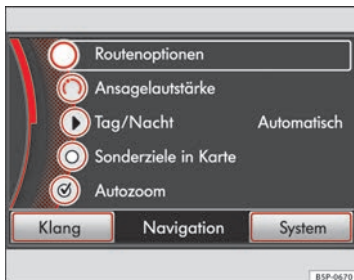 Routenoptionen
Ansagelautstärke
Tag/Nacht Automatisch
Sonderziele in Karte
Autozoom
Klang Navigation System
B5P-0670